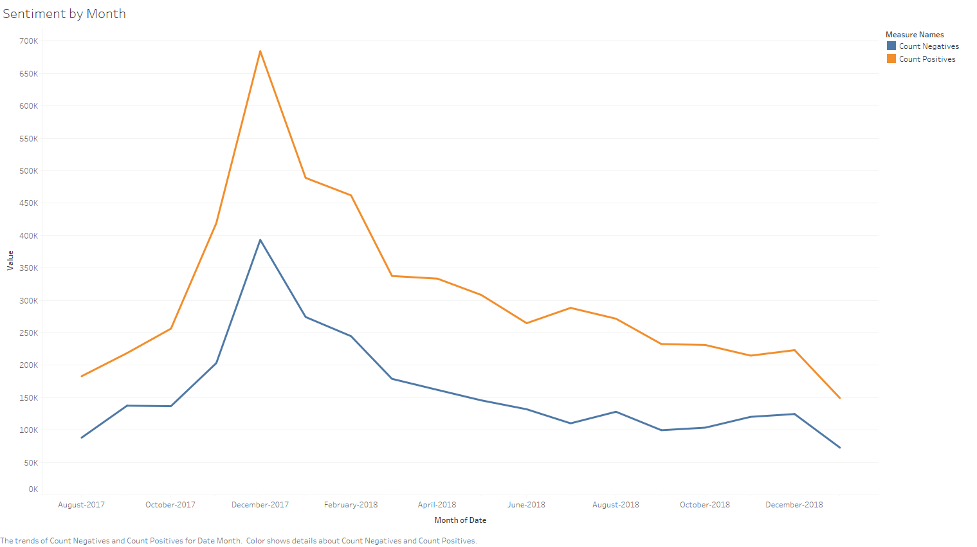 Sentiment by Month
Measure Names
Count Negatives
Count Positives
700K
650K
600K
550K
500K
450K
400K
350K
300K
250K
200K
150K
100K
50K
0K
Value
August-2017
October-2017
December-2017
February-2018
April-2018
June-2018
August-2018
October-2018
December-2018
Month of Date
The trends of Count Negatives and Count Positives for Date Month. Color shows details about Count Negatives and Count Positives.